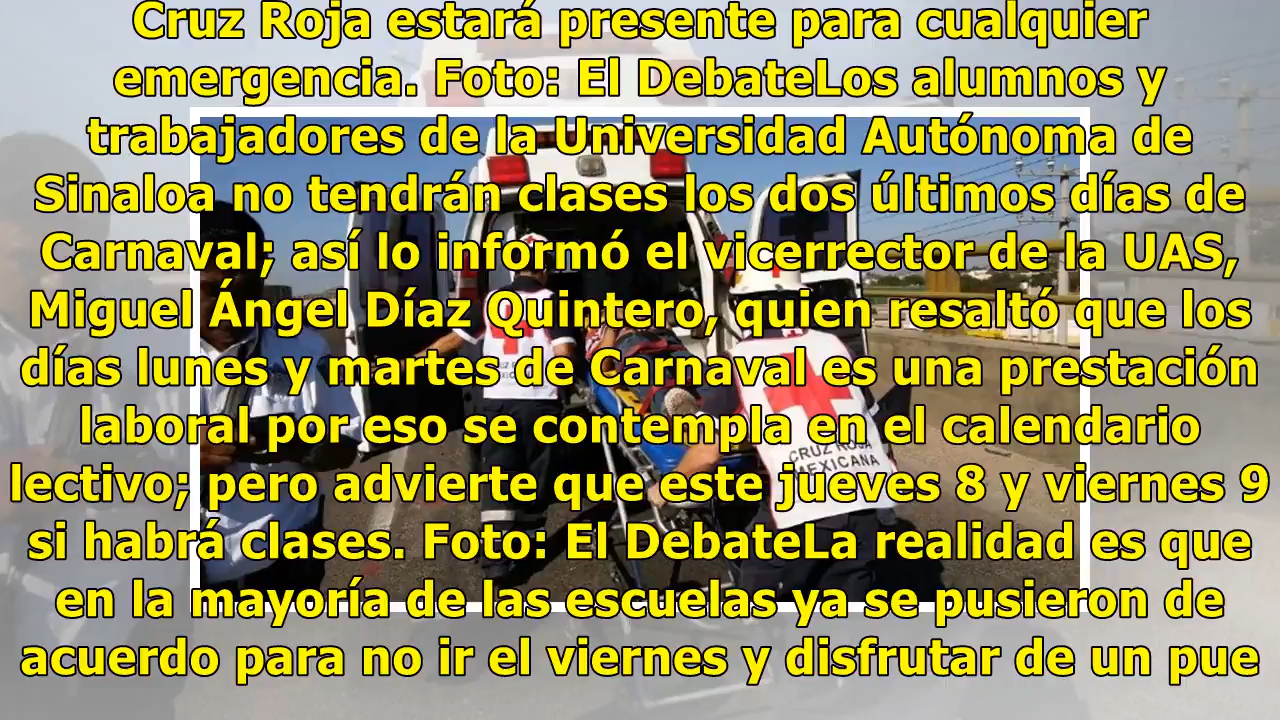 Cruz Roja estará presente para cualquier
emergencia. Foto: El DebateLos alumnos y
trabajadores de la Universidad Autónoma de
Sinaloa no tendrán clases los dos últimos días de
Carnaval; así lo informó el vicerrector de la UAS,
Miguel Ángel Díaz Quintero, quien resaltó que los
días lunes y martes de Carnaval es una prestación
laboral por eso se contempla en el calendario
lectivo; pero advierte que este jueves 8 y viernes 9
si habrá clases. Foto: El DebateLa realidad es que
en la mayoría de las escuelas ya se pusieron de
acuerdo para no ir el viernes y disfrutar de un pue
CRUZ ROJA
MEXICANA